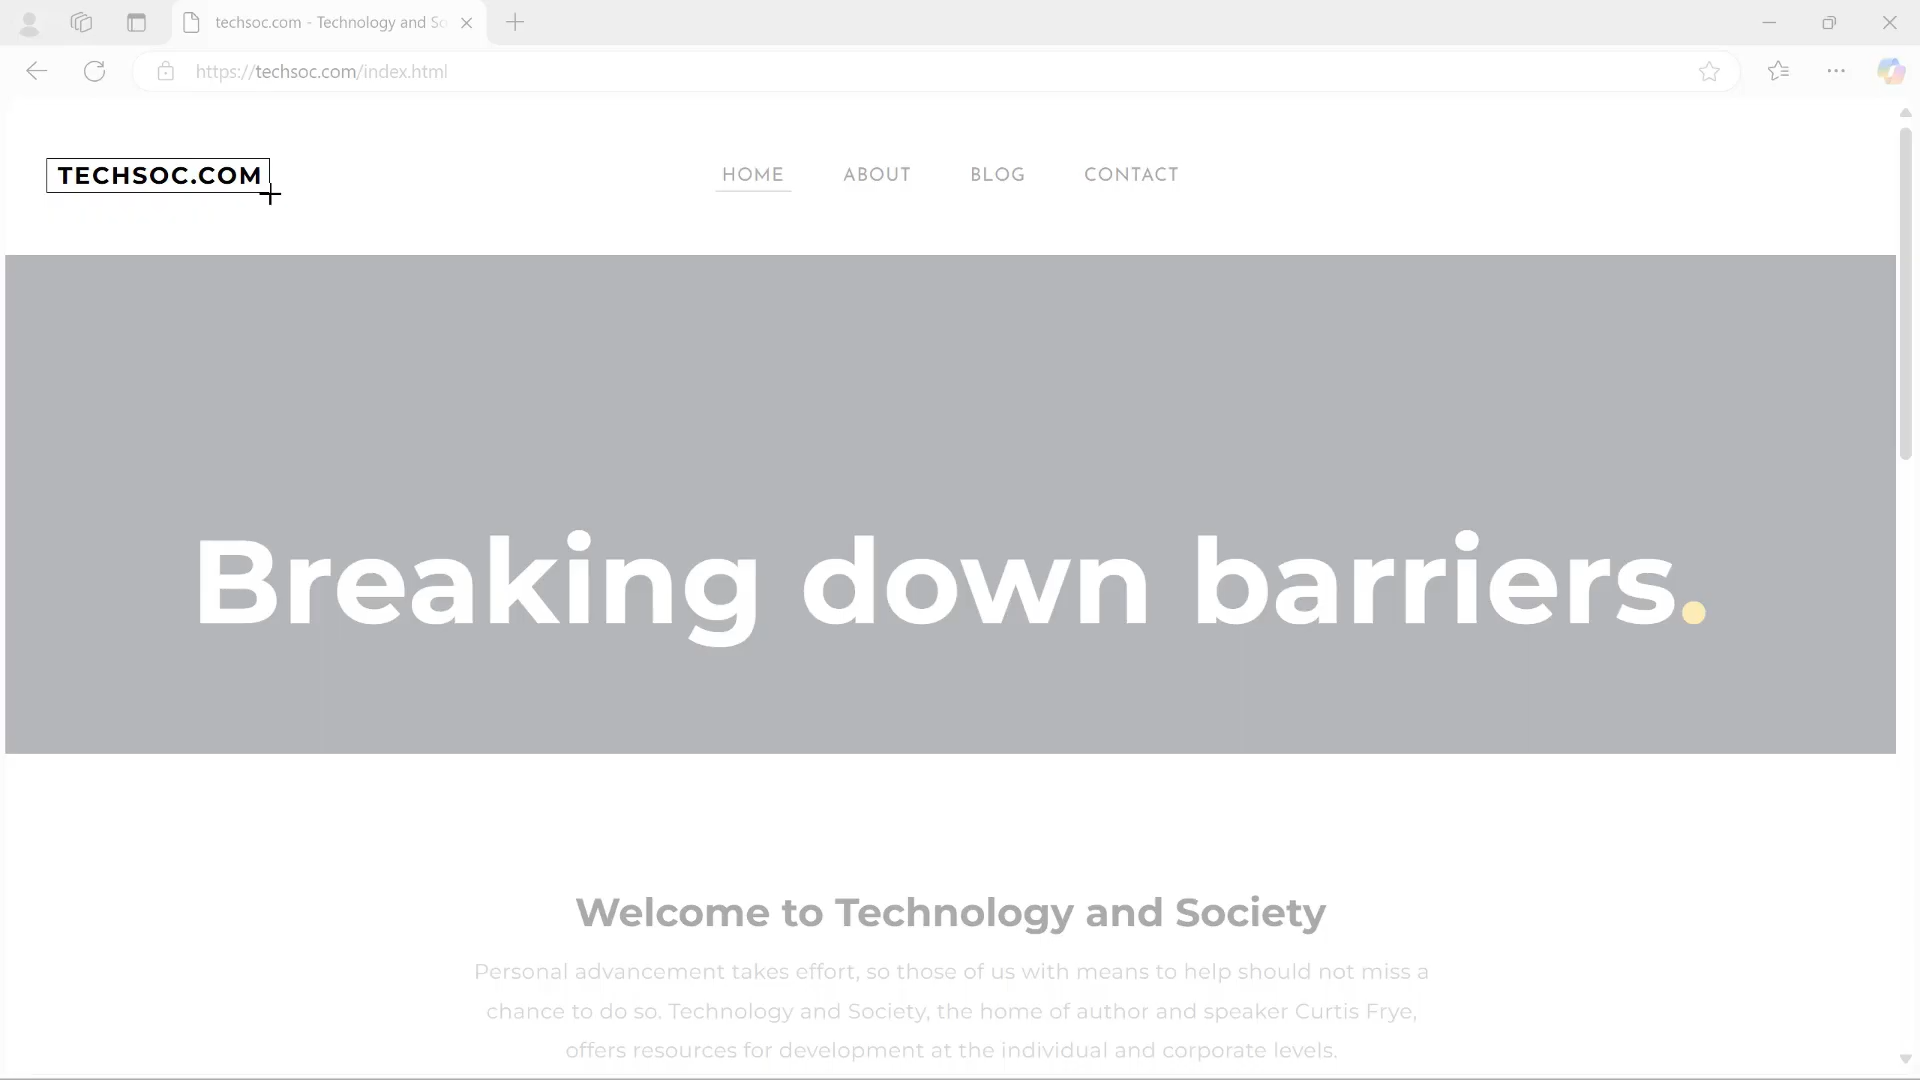 techsoc.com - Technology and So
https://techsoc.com/index.html
TECHSOC.COM
HOME
ABOUT
BLOG
CONTACT
Breaking down barriers.
Welcome to Technology and Society
Personal advancement takes effort, so those of us with means to help should not miss a
chance to do so. Technology and Society, the home of author and speaker Curtis Frye,
offers resources for development at the individual and corporate levels.